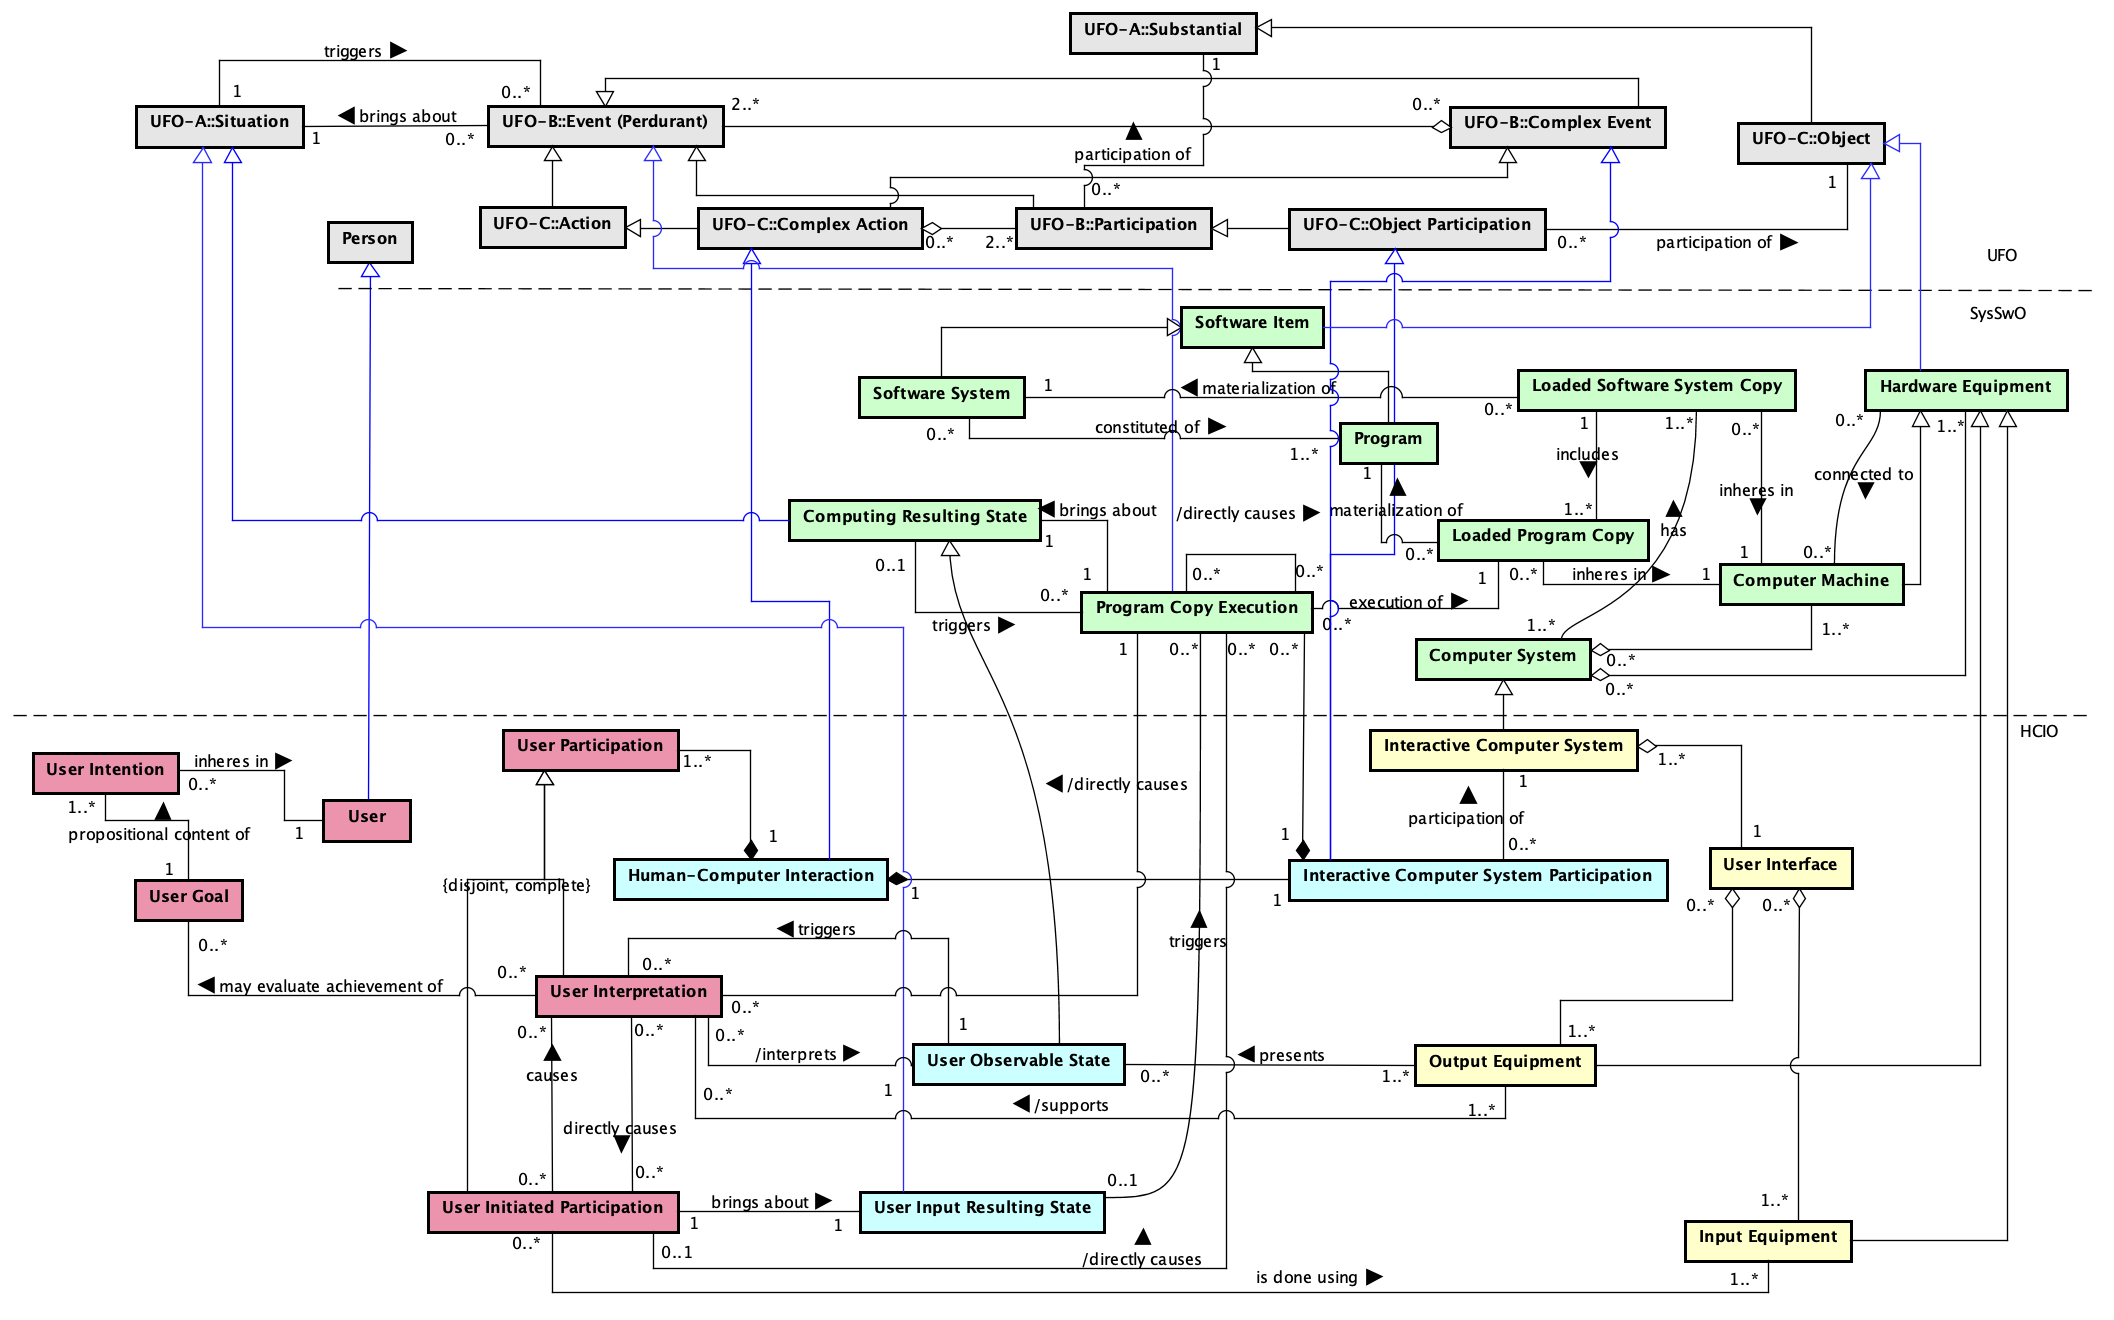 UFO-A::Substantial
triggers
1
1
0..*
2..*
0..*
UFO-A::Situation
brings about
UFO-B::Event (Perdurant)
UFO-B::Complex Event
UFO-C::Object
1
0..*
participation of
0..*
1
Person
UFO-C::Action
UFO-C::Complex Action
UFO-B::Participation
UFO-C::Object Participation
0..*
2..*
0..*
participation of
UFO
SysSwO
Software Item
Software System
1
materialization of
0..*
Loaded Software System Copy
Hardware Equipment
0..*
constituted of
1..*
Program
1
1
1..*
0..*
0..*
1..*
includes
connected to
inheres in
Computing Resulting State
brings about
/directly causes
materialization of
1..*
has
1
Loaded Program Copy
0..*
1
0..*
0..1
1
0..*
0..*
1
0..*
inheres in
1
Computer Machine
0..*
Program Copy Execution
execution of
0..*
triggers
1..*
1..*
1
0..*
0..*
0..*
Computer System
0..*
0..*
HCIO
User Intention
inheres in
0..*
User Participation
1..*
Interactive Computer System
1..*
/directly causes
1
1..*
propositional content of
User
1
participation of
1
1
1
0..*
1
User Interface
User Goal
{disjoint, complete}
Human-Computer Interaction
1
1
Interactive Computer System Participation
0..*
0..*
0..*
triggers
triggers
0..*
0..*
may evaluate achievement of
User Interpretation
0..*
0..*
0..*
0..*
1
1..*
/interprets
User Observable State
presents
Output Equipment
causes
0..*
1..*
0..*
1
/supports
1..*
directly causes
0..*
0..*
0..1
1..*
User Initiated Participation
brings about
User Input Resulting State
1
1
Input Equipment
0..*
0..1
/directly causes
is done using
1..*